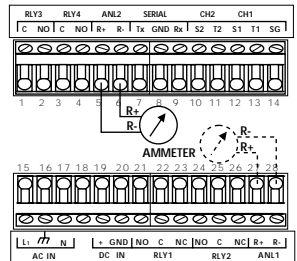 RLY3 RLY4 ANL2 SERIAL CH2 CH1
C NO C NO R+ R- Tx GND Rx S2 T2 S1 T1 SG
1 2 3 4 5 6 7 8 9 10 11 12 13 14
R+
R-
AMMETER
R-
R+
15 16 17 18 19 20 21 22 23 24 25 26 27 28
L1 N + GND NO C NC NO C NC R+ R-
AC IN DC IN RLY1 RLY2 ANL1